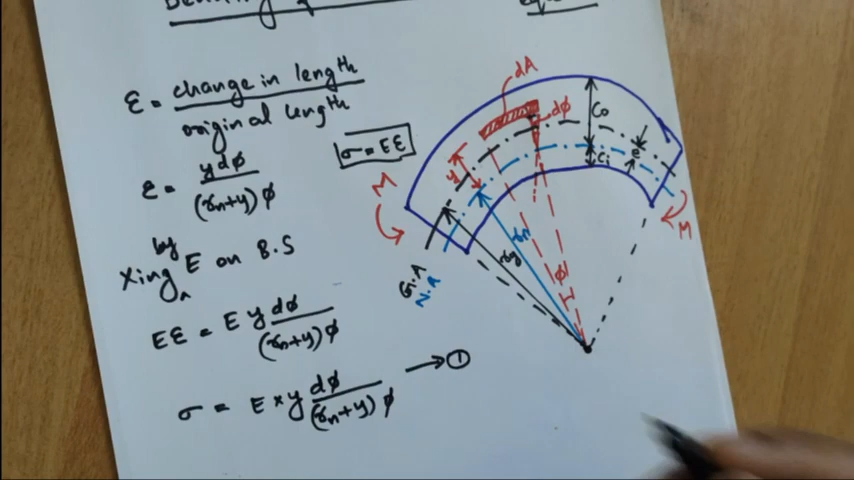 ε = change in length
original length
σ = Eε
ε = y dϕ
(rn+y) ϕ
by
Xing ^ E on B.S
Eε = E y dϕ
(rn+y) ϕ
σ = E × y dϕ → ①
(rn+y) ϕ
dA
dϕ
Co
Ci
e
y
M
M
rn
rg
ϕ
G.A
N.A